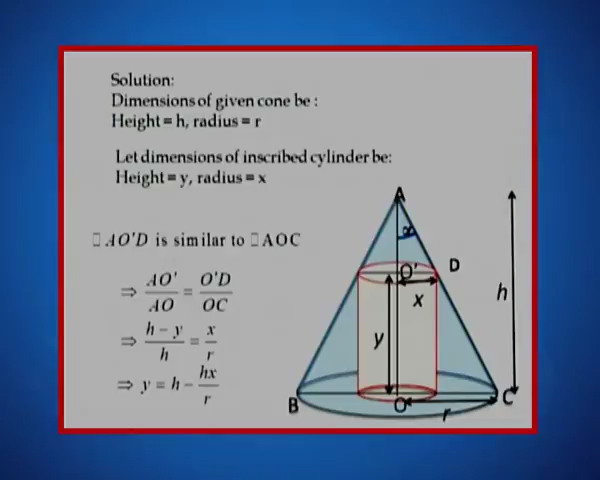 Solution:
Dimensions of given cone be :
Height = h, radius = r
Let dimensions of inscribed cylinder be:
Height = y, radius = x
□ AO'D is similar to □ AOC
⇒ AO'/AO = O'D/OC
⇒ h − y/h = x/r
⇒ y = h − hx/r
A
α
O'
D
x
h
y
B
O
C
r